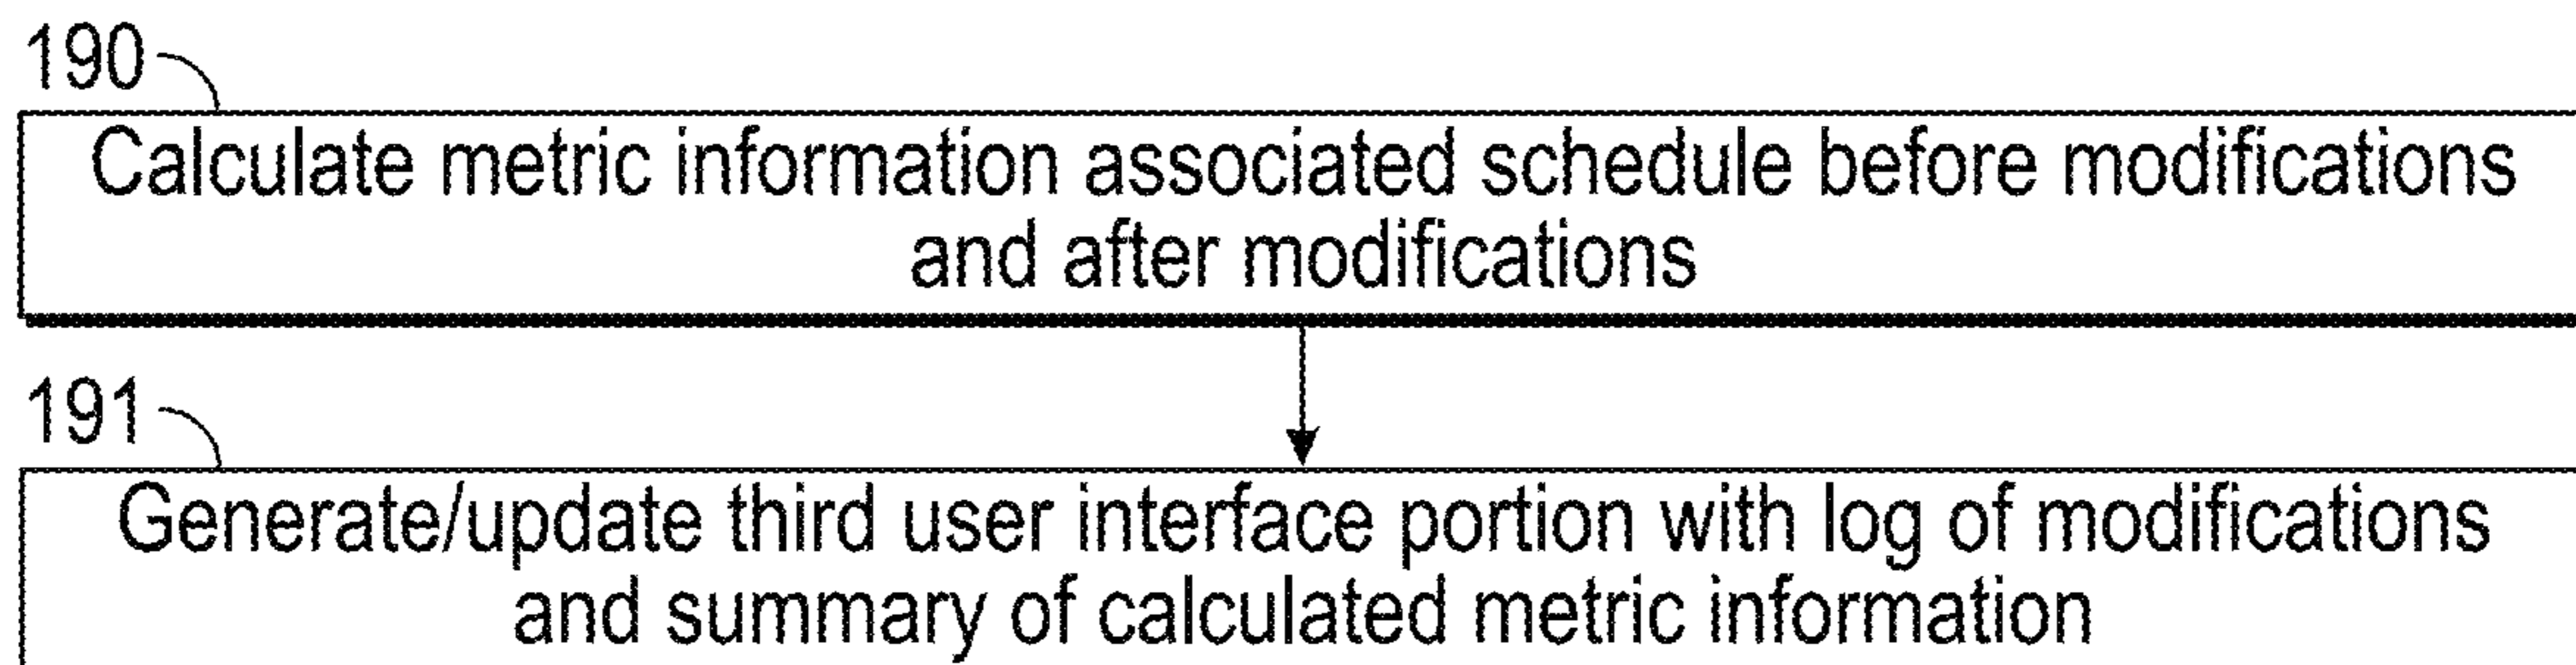 190
Calculate metric information associated schedule before modifications
and after modifications
191
Generate/update third user interface portion with log of modifications
and summary of calculated metric information